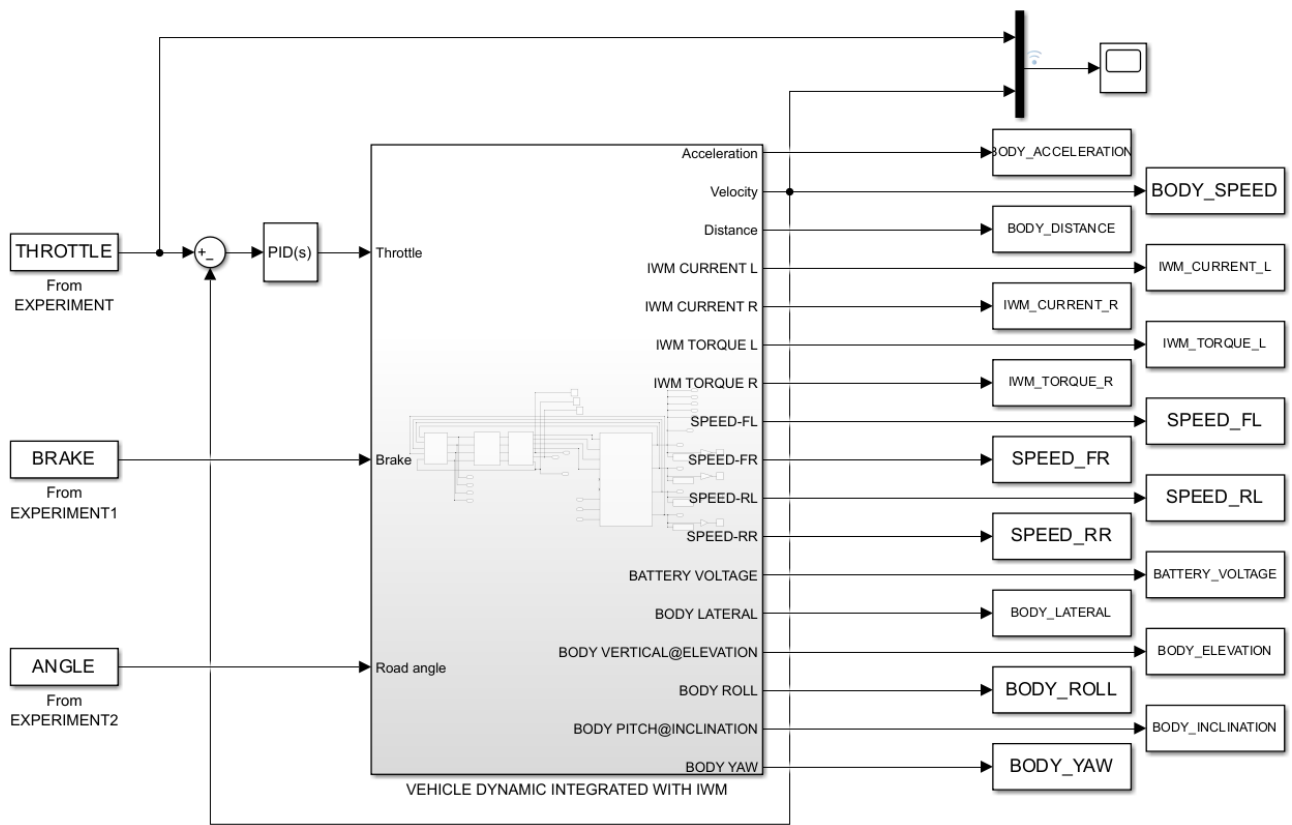 Acceleration
BODY_ACCELERATION
Velocity
BODY_SPEED
Distance
BODY_DISTANCE
THROTTLE
From
EXPERIMENT
+
−
PID(s)
Throttle
IWM CURRENT L
IWM_CURRENT_L
IWM CURRENT R
IWM_CURRENT_R
IWM TORQUE L
IWM_TORQUE_L
IWM TORQUE R
IWM_TORQUE_R
SPEED-FL
SPEED_FL
BRAKE
From
EXPERIMENT1
Brake
SPEED-FR
SPEED_FR
SPEED-RL
SPEED_RL
SPEED-RR
SPEED_RR
BATTERY VOLTAGE
BATTERY_VOLTAGE
BODY LATERAL
BODY_LATERAL
ANGLE
From
EXPERIMENT2
Road angle
BODY VERTICAL@ELEVATION
BODY_ELEVATION
BODY ROLL
BODY_ROLL
BODY PITCH@INCLINATION
BODY_INCLINATION
BODY YAW
BODY_YAW
VEHICLE DYNAMIC INTEGRATED WITH IWM